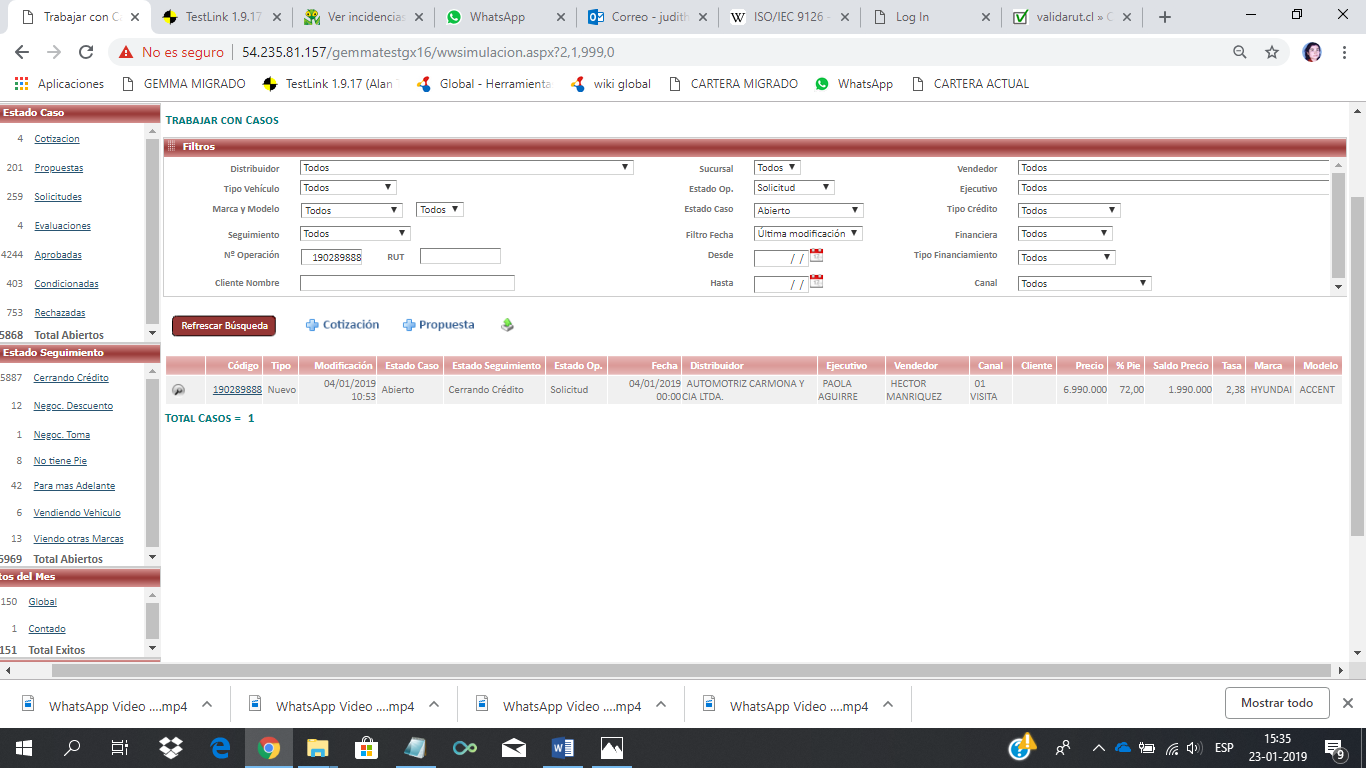 Trabajar con C
TestLink 1.9.17
Ver incidencias
WhatsApp
Correo - judith
ISO/IEC 9126 -
Log In
validarut.cl » C
No es seguro | 54.235.81.157/gemmatestgx16/wwsimulacion.aspx?2,1,999,0
Aplicaciones
GEMMA MIGRADO
TestLink 1.9.17 (Alan
Global - Herramienta
wiki global
CARTERA MIGRADO
WhatsApp
CARTERA ACTUAL
Estado Caso
4 Cotizacion
201 Propuestas
259 Solicitudes
4 Evaluaciones
4244 Aprobadas
403 Condicionadas
753 Rechazadas
5868 Total Abiertos
Estado Seguimiento
5887 Cerrando Crédito
12 Negoc. Descuento
1 Negoc. Toma
8 No tiene Pie
42 Para mas Adelante
6 Vendiendo Vehiculo
13 Viendo otras Marcas
5969 Total Abiertos
tos del Mes
150 Global
1 Contado
151 Total Exitos
TRABAJAR CON CASOS
Filtros
Distribuidor Todos Sucursal Todos Vendedor Todos
Tipo Vehículo Todos Estado Op. Solicitud Ejecutivo Todos
Marca y Modelo Todos Todos Estado Caso Abierto Tipo Crédito Todos
Seguimiento Todos Filtro Fecha Última modificación Financiera Todos
Nº Operación 190289888 RUT Desde / / Tipo Financiamiento Todos
Cliente Nombre Hasta / / Canal Todos
Refrescar Búsqueda Cotización Propuesta
Código Tipo Modificación Estado Caso Estado Seguimiento Estado Op. Fecha Distribuidor Ejecutivo Vendedor Canal Cliente Precio % Pie Saldo Precio Tasa Marca Modelo
190289888 Nuevo 04/01/2019 10:53 Abierto Cerrando Crédito Solicitud 04/01/2019 00:00 AUTOMOTRIZ CARMONA Y CIA LTDA. PAOLA AGUIRRE HECTOR MANRIQUEZ 01 VISITA 6.990.000 72,00 1.990.000 2,38 HYUNDAI ACCENT
TOTAL CASOS = 1
WhatsApp Video ....mp4
WhatsApp Video ....mp4
WhatsApp Video ....mp4
WhatsApp Video ....mp4
Mostrar todo
ESP
15:35
23-01-2019
9